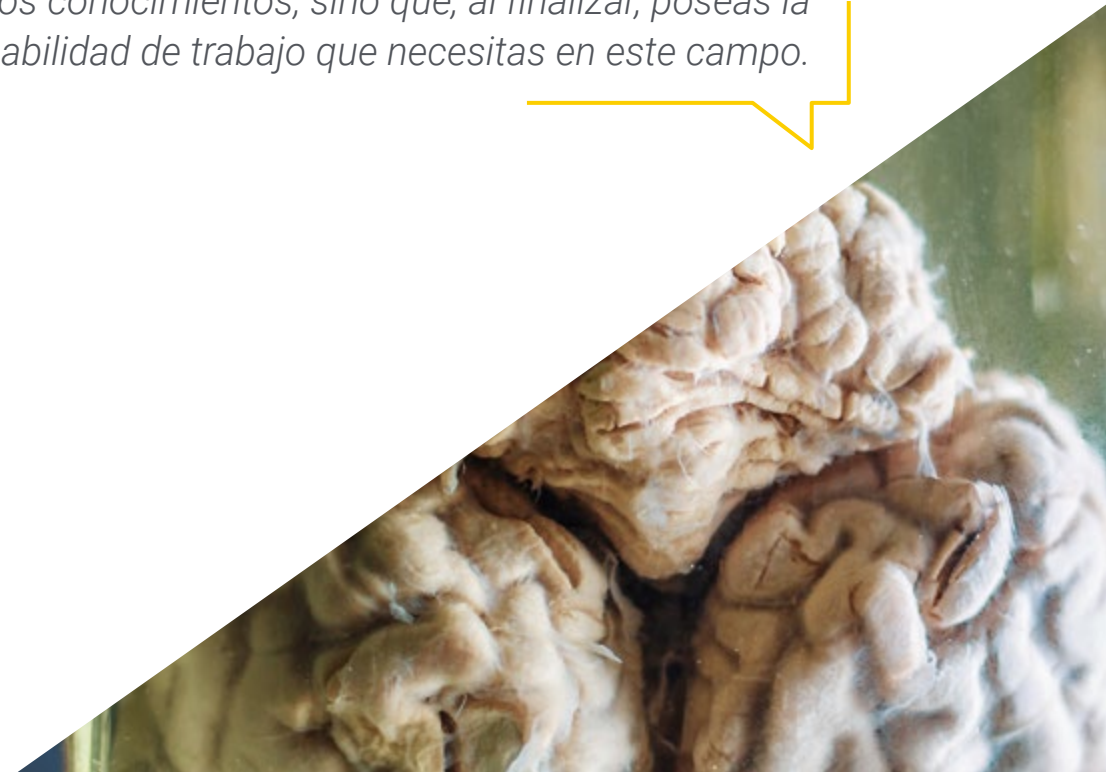 os conocimientos, sino que, al finalizar, poseas la
abilidad de trabajo que necesitas en este campo.